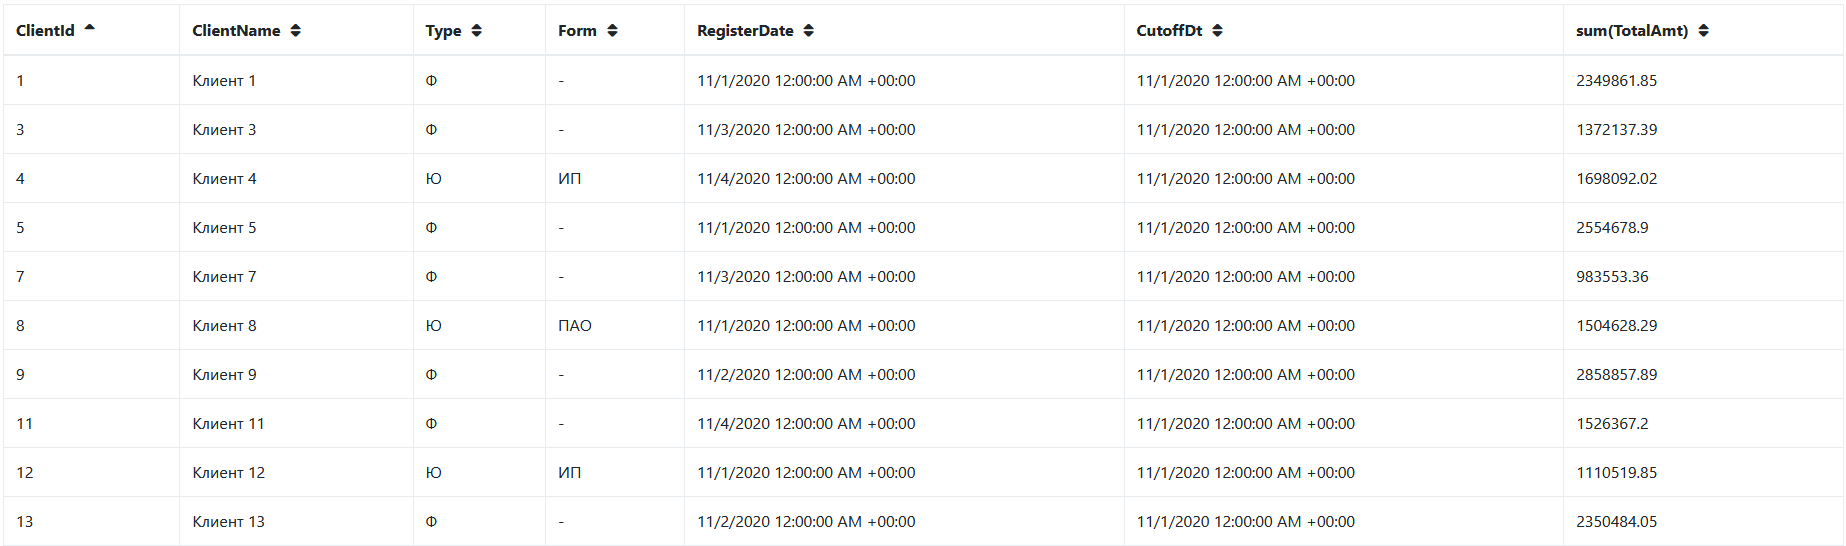 ClientId ClientName Type Form RegisterDate CutoffDt sum(TotalAmt)
1 Клиент 1 Ф - 11/1/2020 12:00:00 AM +00:00 11/1/2020 12:00:00 AM +00:00 2349861.85
3 Клиент 3 Ф - 11/3/2020 12:00:00 AM +00:00 11/1/2020 12:00:00 AM +00:00 1372137.39
4 Клиент 4 Ю ИП 11/4/2020 12:00:00 AM +00:00 11/1/2020 12:00:00 AM +00:00 1698092.02
5 Клиент 5 Ф - 11/1/2020 12:00:00 AM +00:00 11/1/2020 12:00:00 AM +00:00 2554678.9
7 Клиент 7 Ф - 11/3/2020 12:00:00 AM +00:00 11/1/2020 12:00:00 AM +00:00 983553.36
8 Клиент 8 Ю ПАО 11/1/2020 12:00:00 AM +00:00 11/1/2020 12:00:00 AM +00:00 1504628.29
9 Клиент 9 Ф - 11/2/2020 12:00:00 AM +00:00 11/1/2020 12:00:00 AM +00:00 2858857.89
11 Клиент 11 Ф - 11/4/2020 12:00:00 AM +00:00 11/1/2020 12:00:00 AM +00:00 1526367.2
12 Клиент 12 Ю ИП 11/1/2020 12:00:00 AM +00:00 11/1/2020 12:00:00 AM +00:00 1110519.85
13 Клиент 13 Ф - 11/2/2020 12:00:00 AM +00:00 11/1/2020 12:00:00 AM +00:00 2350484.05